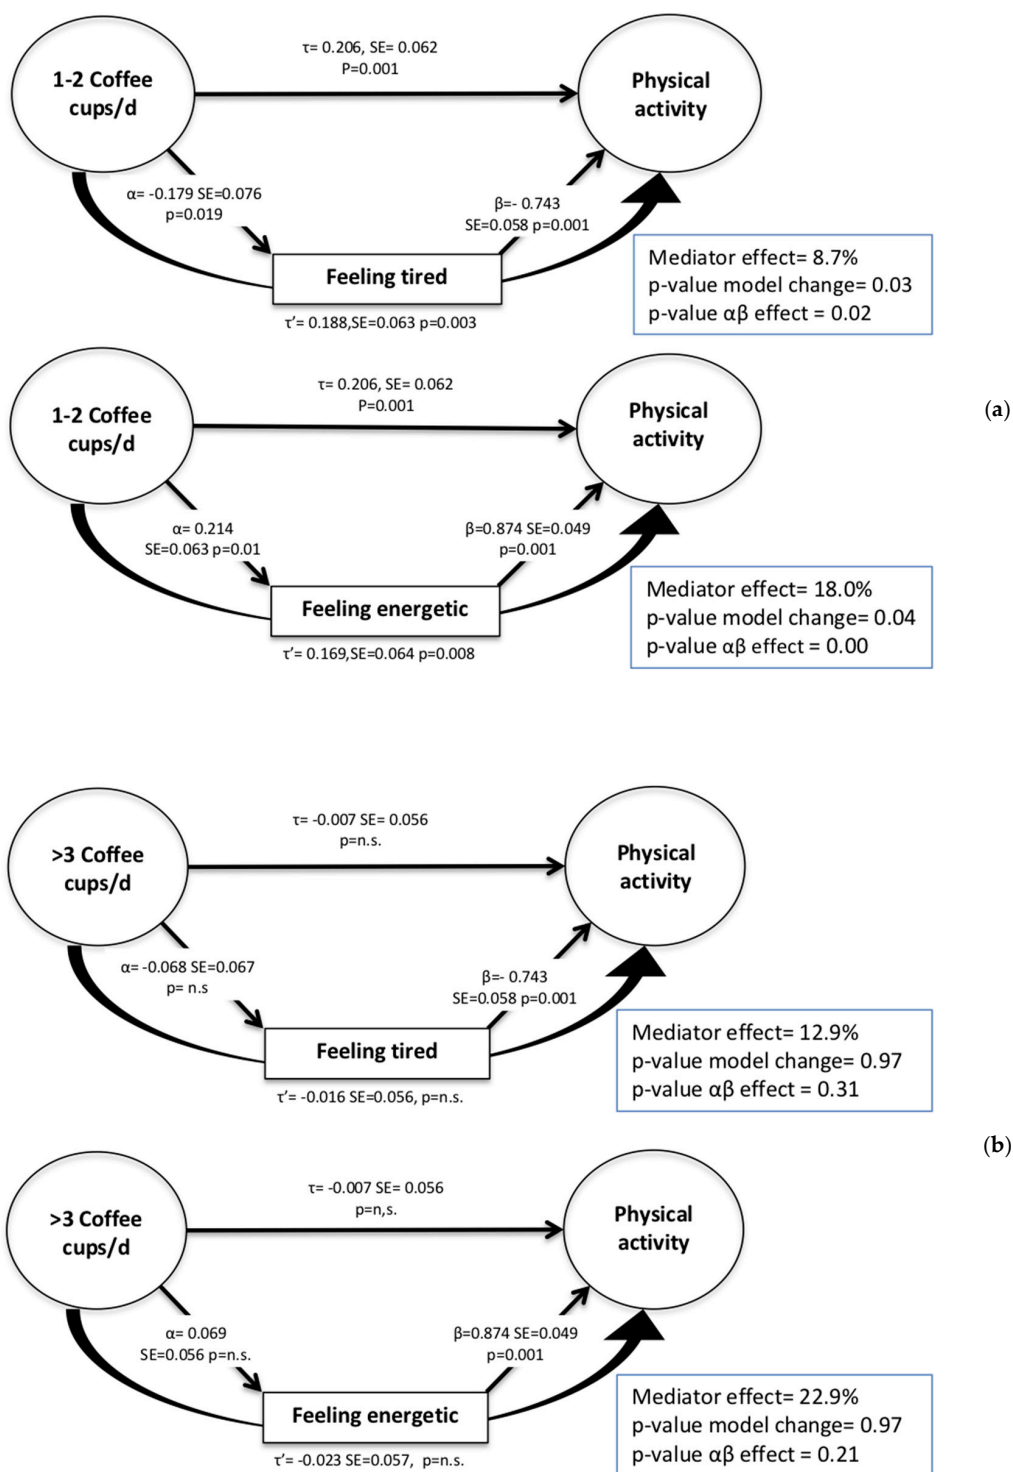 τ= 0.206, SE= 0.062
P=0.001
1-2 Coffee
cups/d
Physical
activity
α= -0.179 SE=0.076
p=0.019
β=- 0.743
SE=0.058 p=0.001
Feeling tired
τ’= 0.188,SE=0.063 p=0.003
Mediator effect= 8.7%
p-value model change= 0.03
p-value αβ effect = 0.02
τ= 0.206, SE= 0.062
P=0.001
1-2 Coffee
cups/d
Physical
activity
(a)
α= 0.214
SE=0.063 p=0.01
β=0.874 SE=0.049
p=0.001
Feeling energetic
τ’= 0.169,SE=0.064 p=0.008
Mediator effect= 18.0%
p-value model change= 0.04
p-value αβ effect = 0.00
τ= -0.007 SE= 0.056
p=n.s.
>3 Coffee
cups/d
Physical
activity
α= -0.068 SE=0.067
p= n.s
β=- 0.743
SE=0.058 p=0.001
Feeling tired
τ’= -0.016 SE=0.056, p=n.s.
Mediator effect= 12.9%
p-value model change= 0.97
p-value αβ effect = 0.31
(b)
τ= -0.007 SE= 0.056
p=n,s.
>3 Coffee
cups/d
Physical
activity
α= 0.069
SE=0.056 p=n.s.
β=0.874 SE=0.049
p=0.001
Feeling energetic
τ’= -0.023 SE=0.057, p=n.s.
Mediator effect= 22.9%
p-value model change= 0.97
p-value αβ effect = 0.21